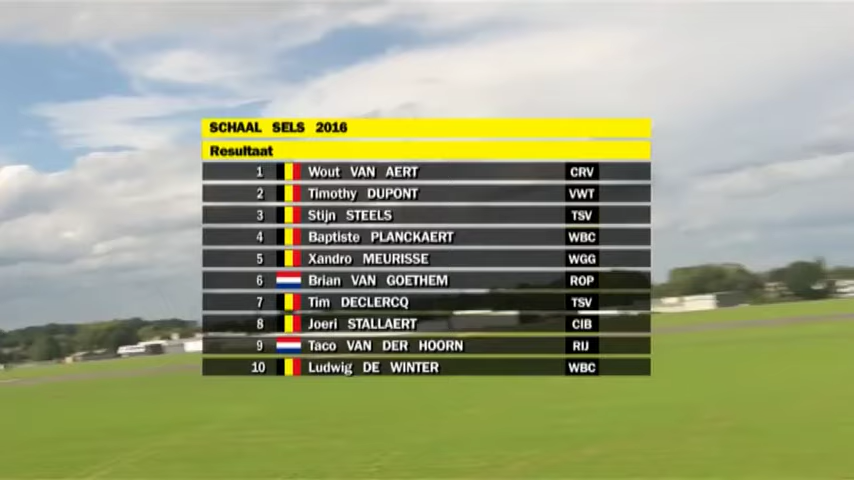 SCHAAL SELS 2016
Resultaat
1 Wout VAN AERT CRV
2 Timothy DUPONT VWT
3 Stijn STEELS TSV
4 Baptiste PLANCKAERT WBC
5 Xandro MEURISSE WGG
6 Brian VAN GOETHEM ROP
7 Tim DECLERCQ TSV
8 Joeri STALLAERT CIB
9 Taco VAN DER HOORN RIJ
10 Ludwig DE WINTER WBC